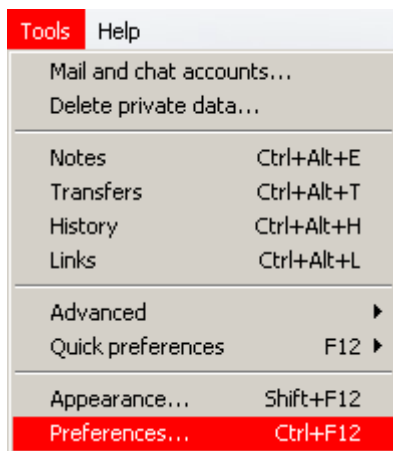 Tools Help
Mail and chat accounts...
Delete private data...
Notes Ctrl+Alt+E
Transfers Ctrl+Alt+T
History Ctrl+Alt+H
Links Ctrl+Alt+L
Advanced
Quick preferences F12
Appearance... Shift+F12
Preferences... Ctrl+F12